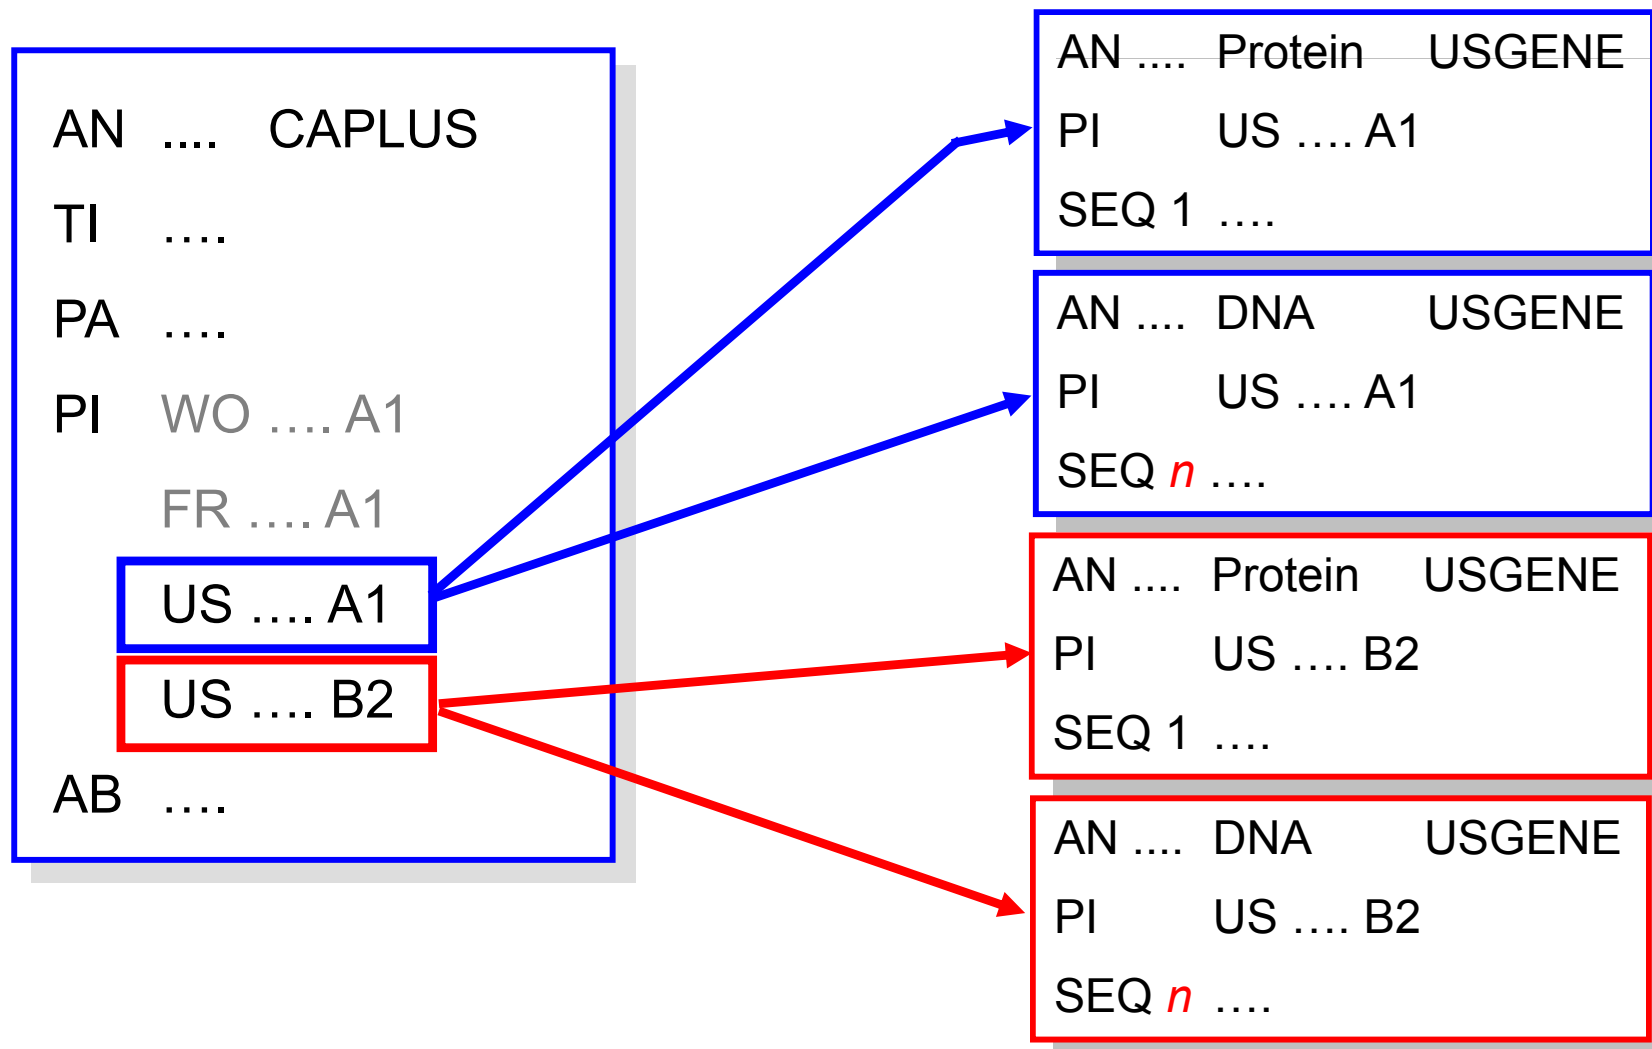 AN .... CAPLUS
TI ....
PA ....
PI WO .... A1
FR .... A1
US .... A1
US .... B2
AB ....
AN .... Protein USGENE
PI US .... A1
SEQ 1 ....
AN .... DNA USGENE
PI US .... A1
SEQ n ....
AN .... Protein USGENE
PI US .... B2
SEQ 1 ....
AN .... DNA USGENE
PI US .... B2
SEQ n ....